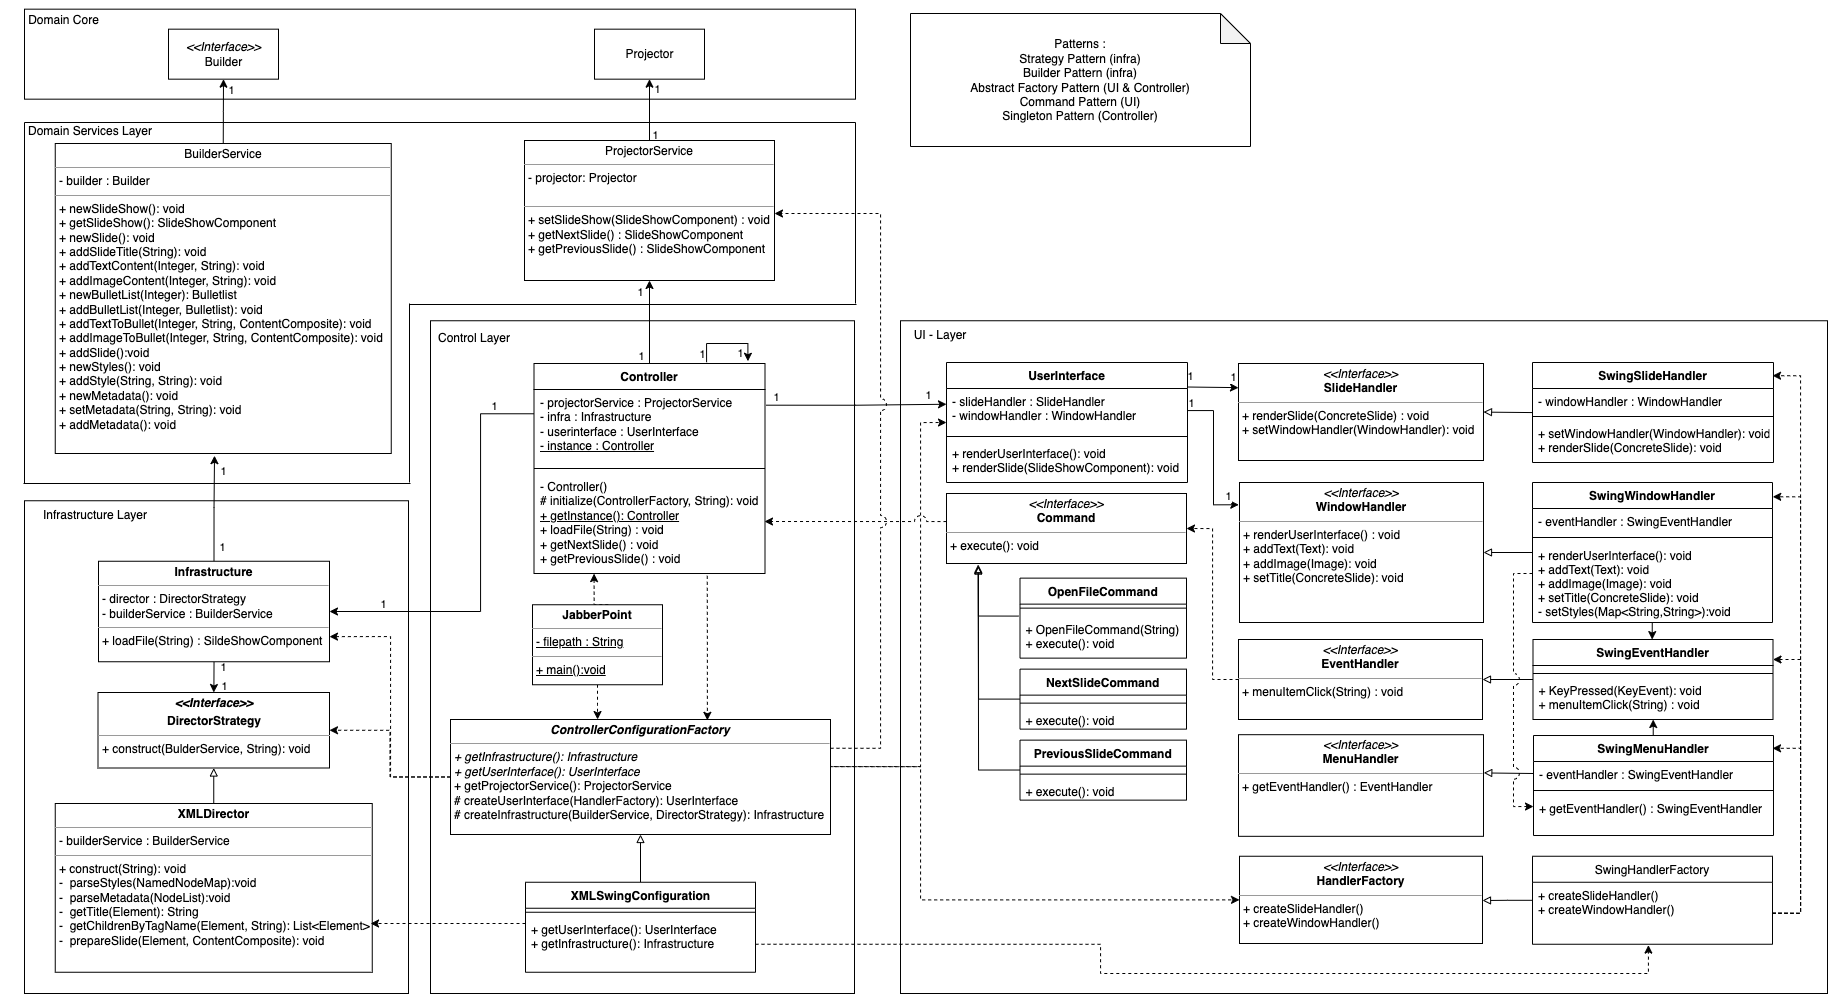 Domain Core
<<Interface>>
Builder
Projector
1
1
Patterns :
Strategy Pattern (infra)
Builder Pattern (infra)
Abstract Factory Pattern (UI & Controller)
Command Pattern (UI)
Singleton Pattern (Controller)
Domain Services Layer
BuilderService
- builder : Builder
+ newSlideShow(): void
+ getSlideShow(): SlideShowComponent
+ newSlide(): void
+ addSlideTitle(String): void
+ addTextContent(Integer, String): void
+ addImageContent(Integer, String): void
+ newBulletList(Integer): Bulletlist
+ addBulletList(Integer, Bulletlist): void
+ addTextToBullet(Integer, String, ContentComposite): void
+ addImageToBullet(Integer, String, ContentComposite): void
+ addSlide():void
+ newStyles(): void
+ addStyle(String, String): void
+ newMetadata(): void
+ setMetadata(String, String): void
+ addMetadata(): void
1
1
ProjectorService
- projector: Projector
+ setSlideShow(SlideShowComponent) : void
+ getNextSlide() : SlideShowComponent
+ getPreviousSlide() : SlideShowComponent
1
1
Infrastructure Layer
1
Infrastructure
- director : DirectorStrategy
- builderService : BuilderService
+ loadFile(String) : SildeShowComponent
1
1
<<Interface>>
DirectorStrategy
+ construct(BulderService, String): void
XMLDirector
- builderService : BuilderService
+ construct(String): void
- parseStyles(NamedNodeMap):void
- parseMetadata(NodeList):void
- getTitle(Element): String
- getChildrenByTagName(Element, String): List<Element>
- prepareSlide(Element, ContentComposite): void
Control Layer
1
1
Controller
- projectorService : ProjectorService
- infra : Infrastructure
- userinterface : UserInterface
- instance : Controller
- Controller()
# initialize(ControllerFactory, String): void
+ getInstance(): Controller
+ loadFile(String) : void
+ getNextSlide() : void
+ getPreviousSlide() : void
1
1
1
1
JabberPoint
- filepath : String
+ main():void
ControllerConfigurationFactory
+ getInfrastructure(): Infrastructure
+ getUserInterface(): UserInterface
+ getProjectorService(): ProjectorService
# createUserInterface(HandlerFactory): UserInterface
# createInfrastructure(BuilderService, DirectorStrategy): Infrastructure
XMLSwingConfiguration
+ getUserInterface(): UserInterface
+ getInfrastructure(): Infrastructure
UI - Layer
UserInterface
- slideHandler : SlideHandler
- windowHandler : WindowHandler
+ renderUserInterface(): void
+ renderSlide(SlideShowComponent): void
1
1
1
1
<<Interface>>
Command
+ execute(): void
OpenFileCommand
+ OpenFileCommand(String)
+ execute(): void
NextSlideCommand
+ execute(): void
PreviousSlideCommand
+ execute(): void
<<Interface>>
SlideHandler
+ renderSlide(ConcreteSlide) : void
+ setWindowHandler(WindowHandler): void
<<Interface>>
WindowHandler
+ renderUserInterface() : void
+ addText(Text): void
+ addImage(Image): void
+ setTitle(ConcreteSlide): void
<<Interface>>
EventHandler
+ menuItemClick(String) : void
<<Interface>>
MenuHandler
+ getEventHandler() : EventHandler
<<Interface>>
HandlerFactory
+ createSlideHandler()
+ createWindowHandler()
SwingSlideHandler
- windowHandler : WindowHandler
+ setWindowHandler(WindowHandler): void
+ renderSlide(ConcreteSlide): void
SwingWindowHandler
- eventHandler : SwingEventHandler
+ renderUserInterface(): void
+ addText(Text): void
+ addImage(Image): void
+ setTitle(ConcreteSlide): void
- setStyles(Map<String,String>):void
SwingEventHandler
+ KeyPressed(KeyEvent): void
+ menuItemClick(String) : void
SwingMenuHandler
- eventHandler : SwingEventHandler
+ getEventHandler() : SwingEventHandler
SwingHandlerFactory
+ createSlideHandler()
+ createWindowHandler()